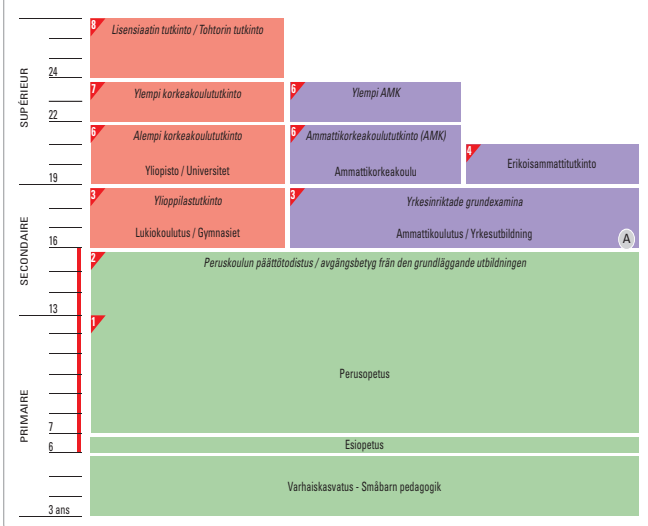 8 Lisensiaatin tutkinto / Tohtorin tutkinto
24
7 Ylempi korkeakoulututkinto
6 Ylempi AMK
SUPÉRIEUR
22
6 Alempi korkeakoulututkinto
6 Ammattikorkeakoulututkinto (AMK)
4 Erikoisammattitutkinto
Yliopisto / Universitet
Ammattikorkeakoulu
19
3 Ylioppilastutkinto
3 Yrkesinriktade grundexamina
Lukiokoulutus / Gymnasiet
Ammattikoulutus / Yrkesutbildning
A
16
SECONDAIRE
2 Peruskoulun päättötodistus / avgångsbetyg från den grundläggande utbildningen
13
1
Perusopetus
PRIMAIRE
7
6
Esiopetus
Varhaiskasvatus - Småbarn pedagogik
3 ans